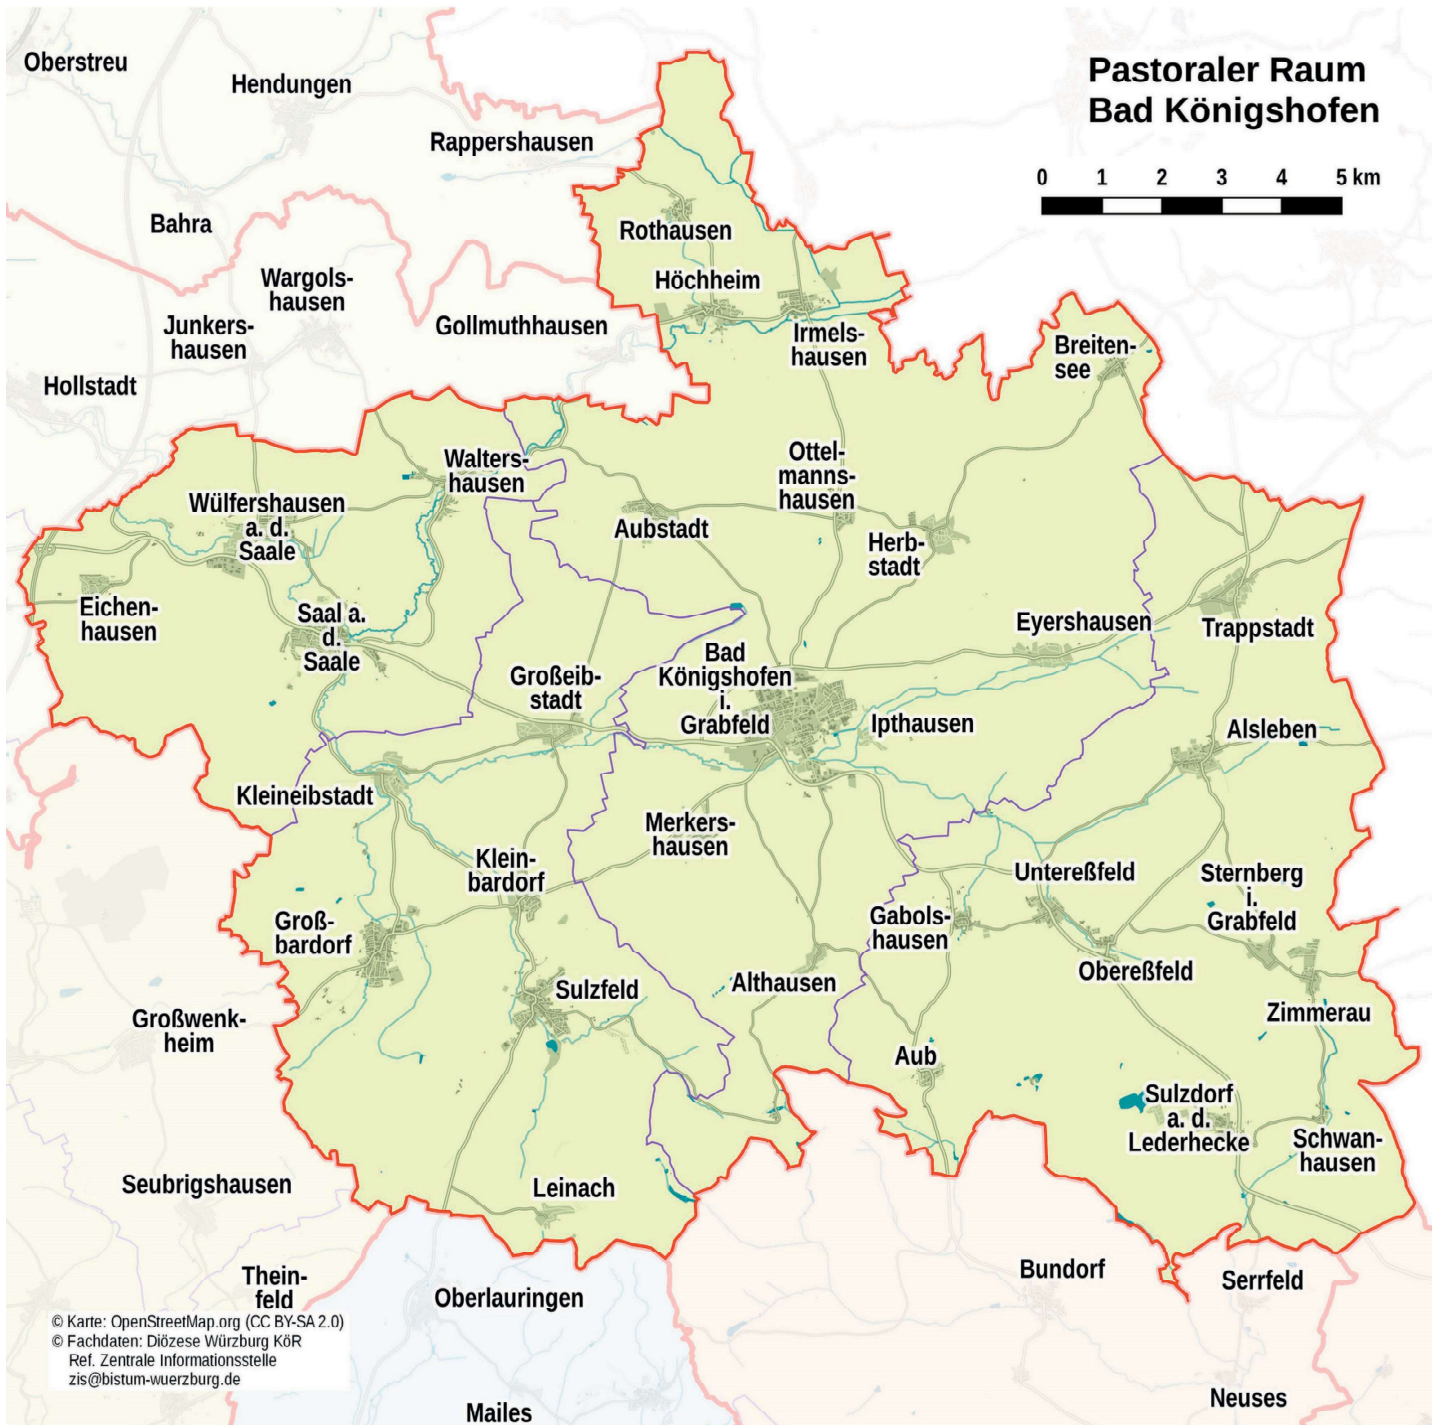 Pastoraler Raum
Bad Königshofen
0 1 2 3 4 5 km
Oberstreu
Hendungen
Rappershausen
Bahra
Rothausen
Höchheim
Wargols-
hausen
Junkers-
hausen
Gollmuthhausen
Irmels-
hausen
Breiten-
see
Hollstadt
Walters-
hausen
Ottel-
manns-
hausen
Wülfershausen
a. d.
Saale
Aubstadt
Herb-
stadt
Eichen-
hausen
Saal a.
d.
Saale
Eyershausen
Trappstadt
Großeib-
stadt
Bad
Königshofen
i.
Grabfeld
Ipthausen
Alsleben
Kleineibstadt
Merkers-
hausen
Klein-
bardorf
Untereßfeld
Sternberg
i.
Grabfeld
Groß-
bardorf
Gabols-
hausen
Obereßfeld
Sulzfeld
Althausen
Zimmerau
Großwenk-
heim
Aub
Sulzdorf
a. d.
Lederhecke
Schwan-
hausen
Seubrigshausen
Leinach
Bundorf
Serrfeld
Thein-
feld
Oberlauringen
Neuses
Mailes
© Karte: OpenStreetMap.org (CC BY-SA 2.0)
© Fachdaten: Diözese Würzburg KöR
Ref. Zentrale Informationsstelle
zis@bistum-wuerzburg.de